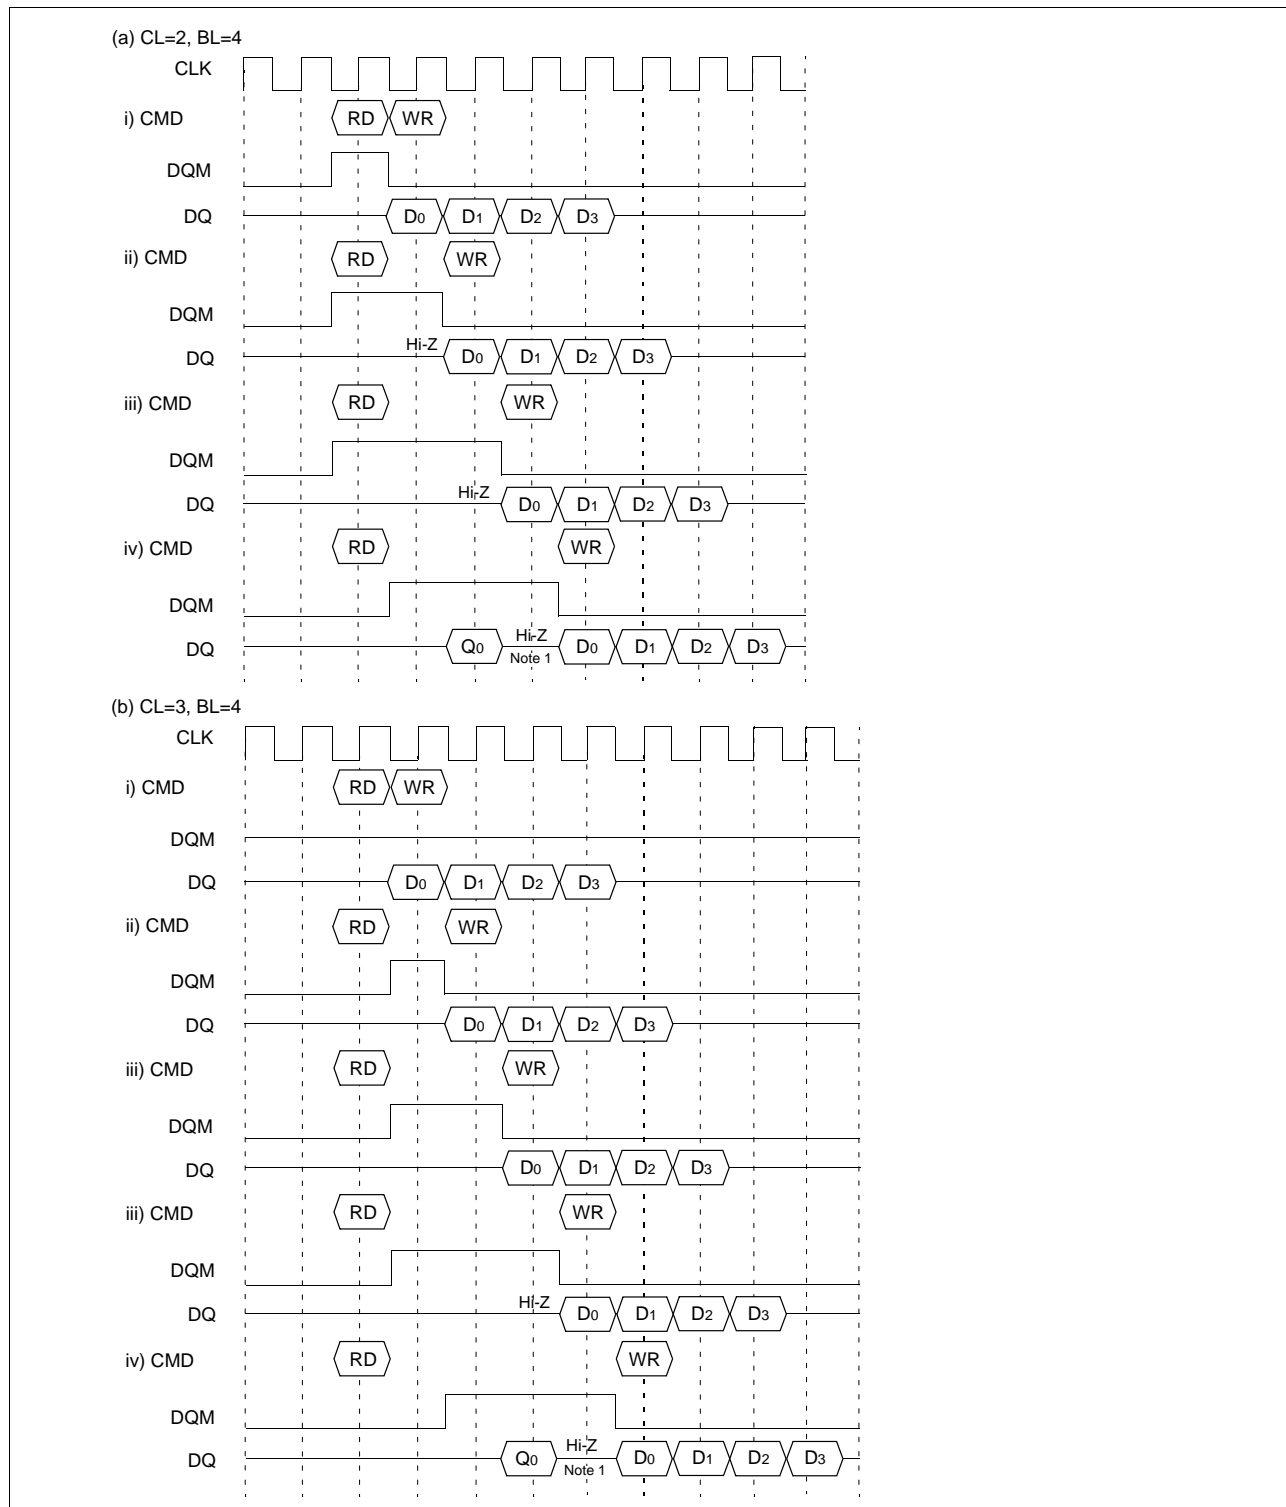 (a) CL=2, BL=4
CLK
i) CMD RD WR
DQM
DQ D0 D1 D2 D3
ii) CMD RD WR
DQM
DQ Hi-Z D0 D1 D2 D3
iii) CMD RD WR
DQM
DQ Hi-Z D0 D1 D2 D3
iv) CMD RD WR
DQM
DQ Q0 Hi-Z Note 1 D0 D1 D2 D3
(b) CL=3, BL=4
CLK
i) CMD RD WR
DQM
DQ D0 D1 D2 D3
ii) CMD RD WR
DQM
DQ D0 D1 D2 D3
iii) CMD RD WR
DQM
DQ D0 D1 D2 D3
iii) CMD RD WR
DQM
DQ Hi-Z D0 D1 D2 D3
iv) CMD RD WR
DQM
DQ Q0 Hi-Z Note 1 D0 D1 D2 D3